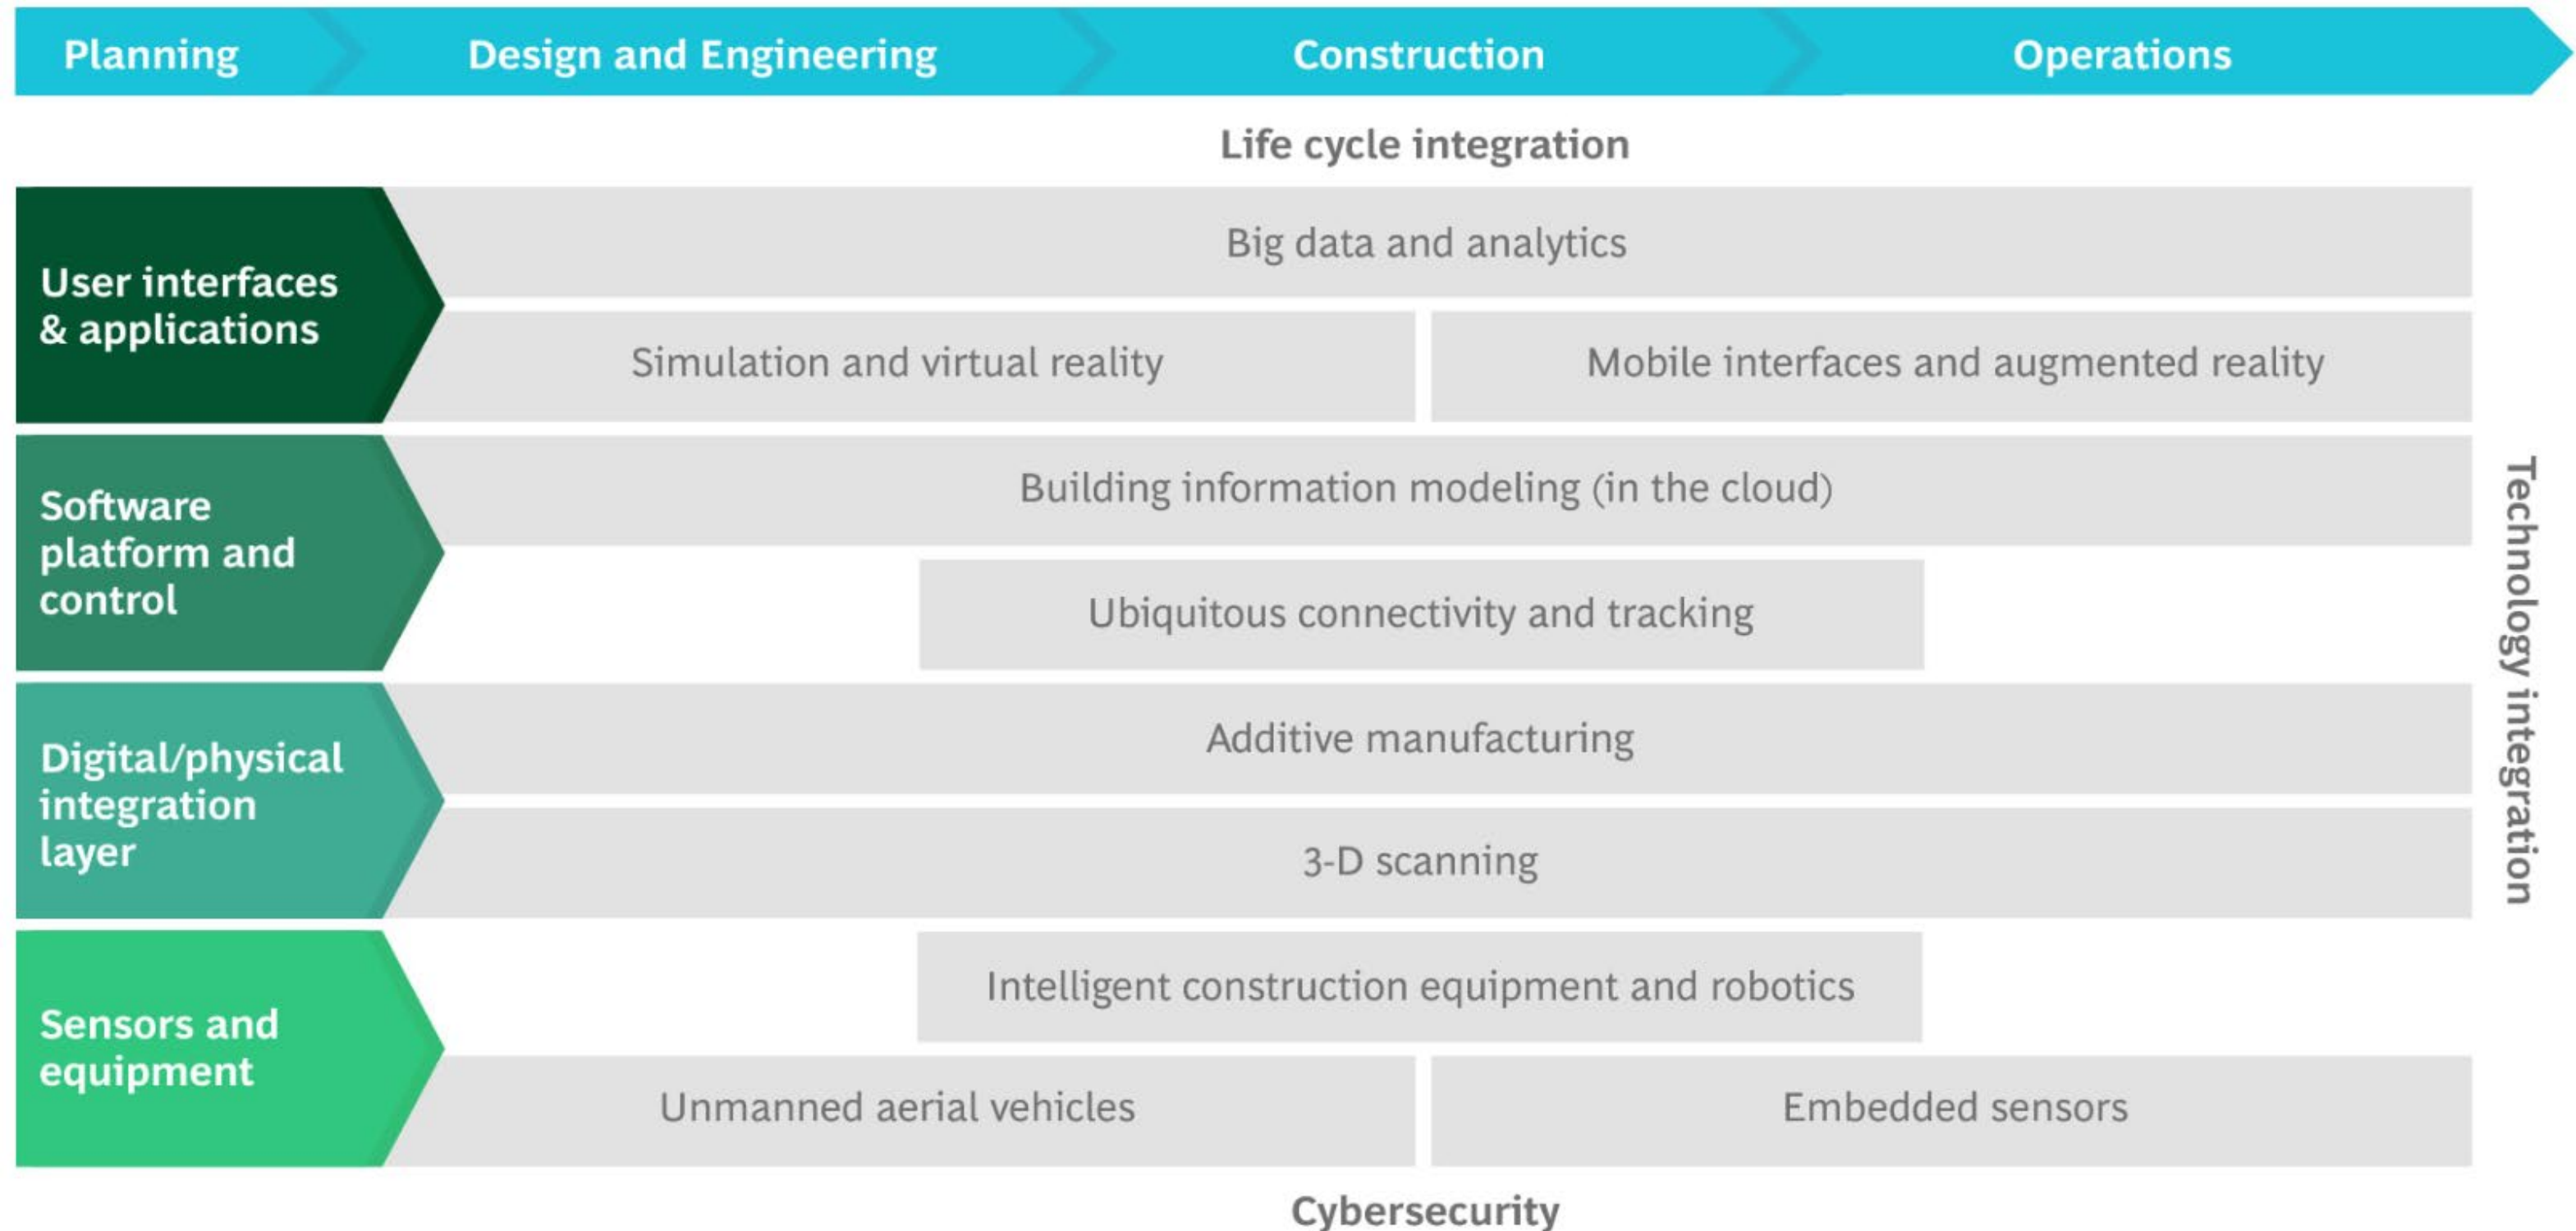 Planning
Design and Engineering
Construction
Operations
Life cycle integration
User interfaces
& applications
Big data and analytics
Simulation and virtual reality
Mobile interfaces and augmented reality
Software
platform and
control
Building information modeling (in the cloud)
Ubiquitous connectivity and tracking
Digital/physical
integration
layer
Additive manufacturing
3-D scanning
Sensors and
equipment
Intelligent construction equipment and robotics
Unmanned aerial vehicles
Embedded sensors
Technology integration
Cybersecurity